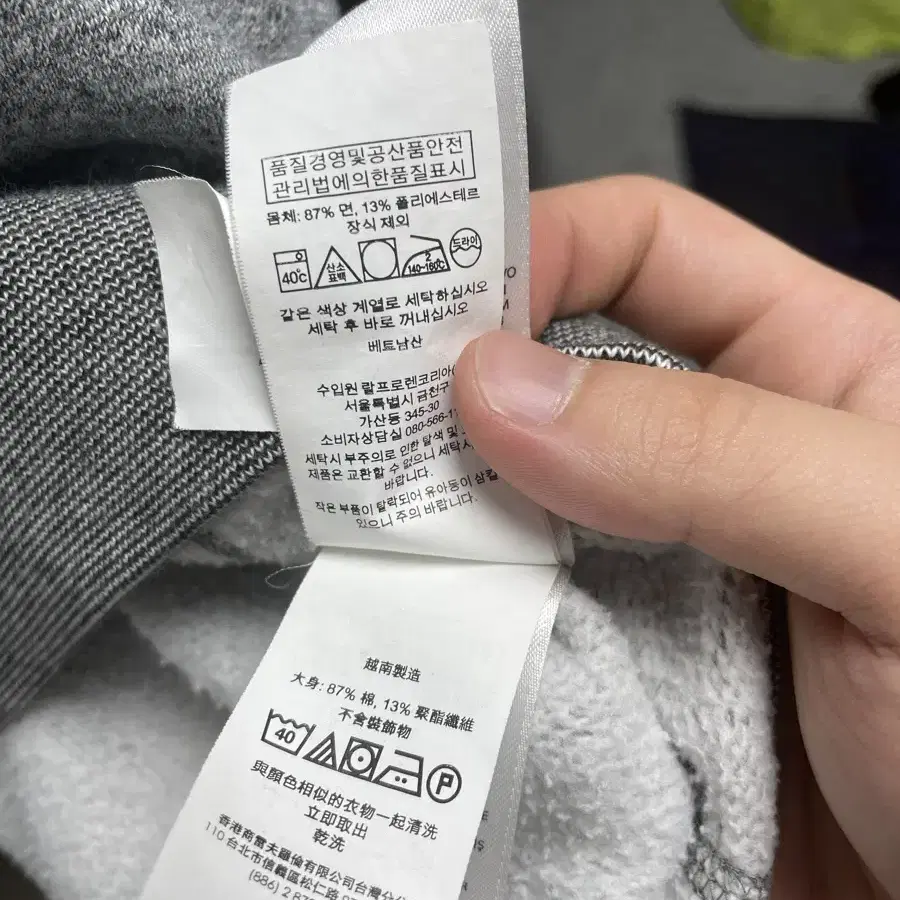 품질경영및공산품안전
관리법에의한품질표시
몸체: 87% 면, 13% 폴리에스테르
장식 제외
40℃ 산소 표백 2 140~160℃ 드라이
같은 색상 계열로 세탁하십시오
세탁 후 바로 꺼내십시오
베트남산
수입원 랄프로렌코리아(
서울특별시 금천구
가산동 345-30
소비자상담실 080-566-1
세탁시 부주의로 인한 탈색 및
제품은 교환할 수 없으니 세탁시
바랍니다.
작은 부품이 탈락되어 유아동이 삼킬
있으니 주의 바랍니다.
越南製造
大身: 87% 棉, 13% 聚酯纖維
不含裝飾物
40 P
與顏色相似的衣物一起清洗
立即取出
乾洗
香港商雷夫羅倫有限公司台灣分
110 台北市信義區松仁路
(886) 2